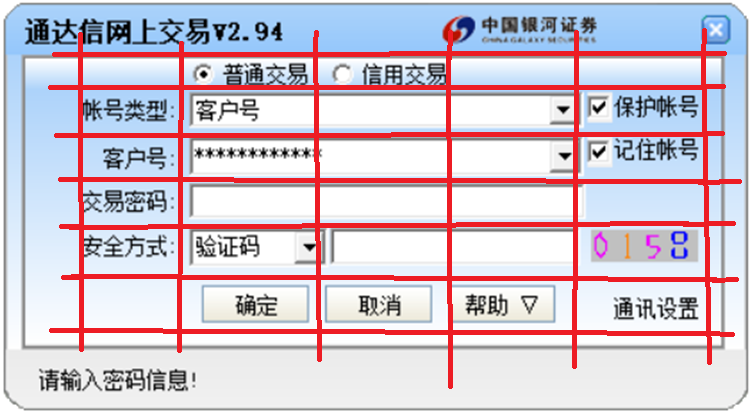 通达信网上交易V2.94 中国银河证券
CHINA GALAXY SECURITIES
普通交易 信用交易
帐号类型: 客户号 保护帐号
客户号: ************ 记住帐号
交易密码:
安全方式: 验证码 0158
确定 取消 帮助 ▽ 通讯设置
请输入密码信息!